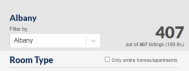 Albany
Filter by:
Albany
407
out of 407 listings (100.0%)
Room Type
Only entire homes/apartments